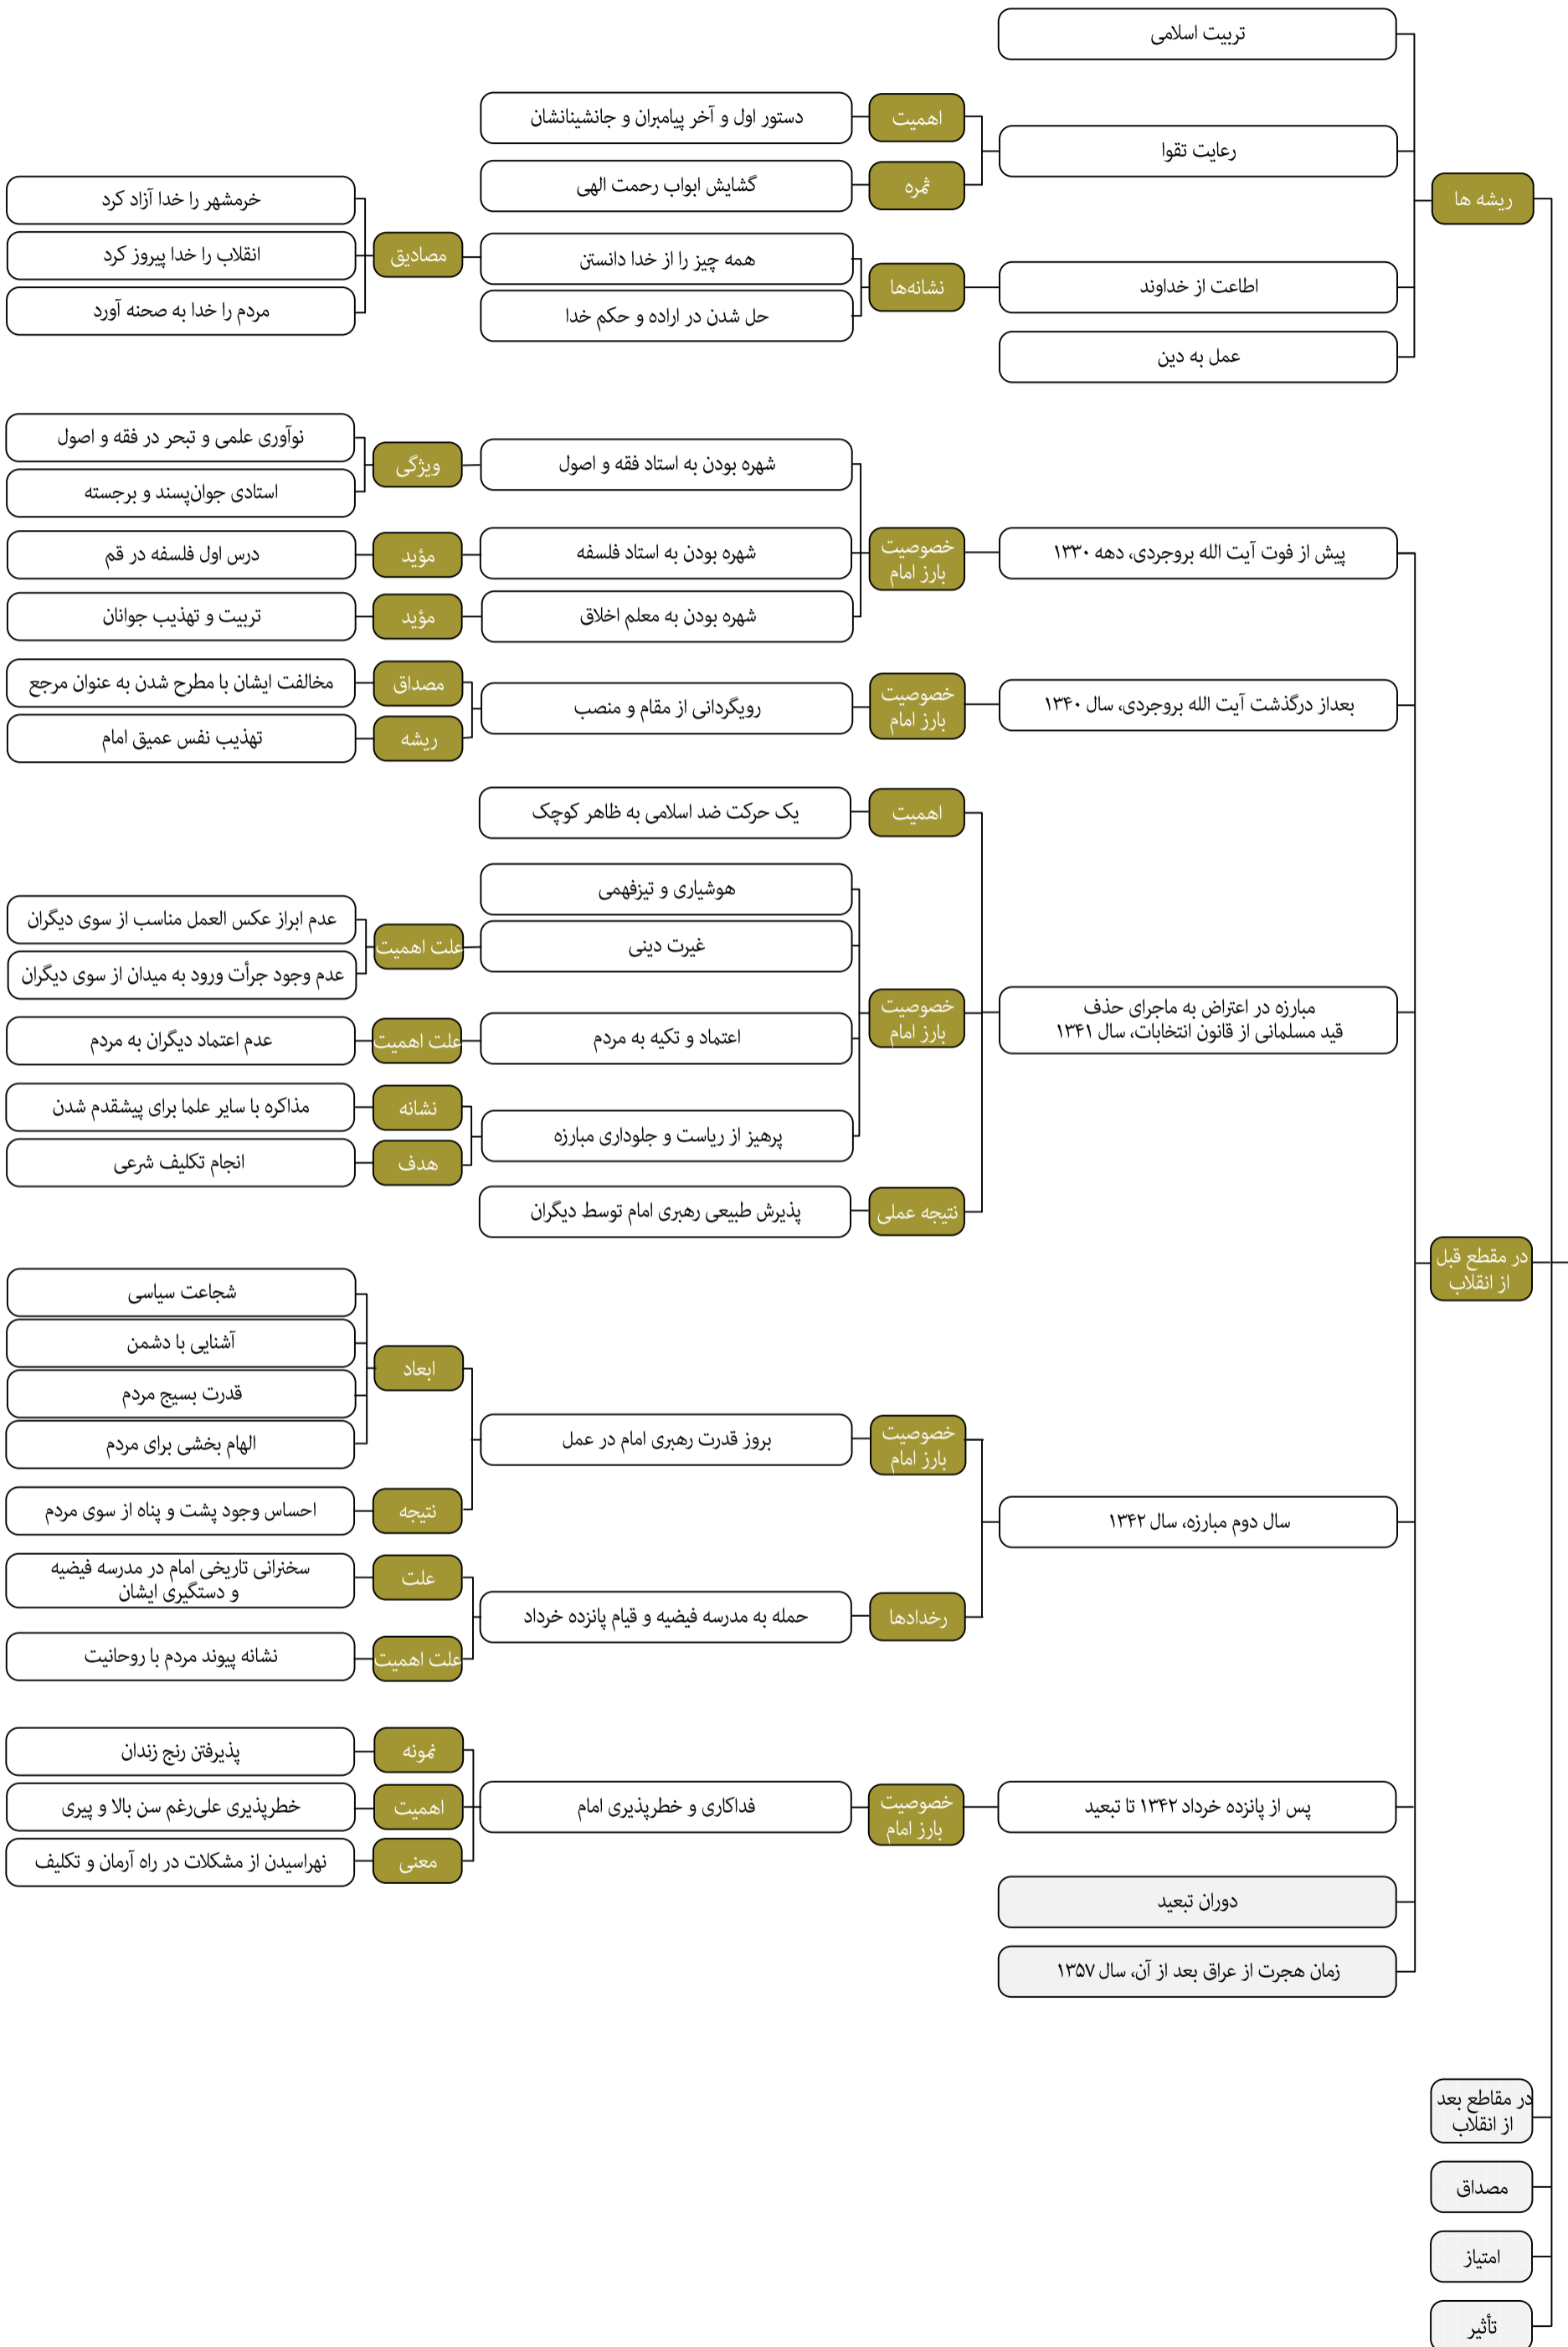 ریشه ها
تربیت اسلامی
رعایت تقوا
اهمیت
دستور اول و آخر پیامبران و جانشینانشان
ثمره
گشایش ابواب رحمت الهی
اطاعت از خداوند
نشانه‌ها
همه چیز را از خدا دانستن
مصادیق
خرمشهر را خدا آزاد کرد
انقلاب را خدا پیروز کرد
مردم را خدا به صحنه آورد
حل شدن در اراده و حکم خدا
عمل به دین
در مقطع قبل
از انقلاب
پیش از فوت آیت الله بروجردی، دهه ۱۳۳۰
خصوصیت
بارز امام
شهره بودن به استاد فقه و اصول
ویژگی
نوآوری علمی و تبحر در فقه و اصول
استادی جوان‌پسند و برجسته
شهره بودن به استاد فلسفه
مؤید
درس اول فلسفه در قم
شهره بودن به معلم اخلاق
مؤید
تربیت و تهذیب جوانان
بعداز درگذشت آیت الله بروجردی، سال ۱۳۴۰
خصوصیت
بارز امام
رویگردانی از مقام و منصب
مصداق
مخالفت ایشان با مطرح شدن به عنوان مرجع
ریشه
تهذیب نفس عمیق امام
مبارزه در اعتراض به ماجرای حذف
قید مسلمانی از قانون انتخابات، سال ۱۳۴۱
اهمیت
یک حرکت ضد اسلامی به ظاهر کوچک
خصوصیت
بارز امام
هوشیاری و تیزفهمی
غیرت دینی
علت اهمیت
عدم ابراز عکس العمل مناسب از سوی دیگران
عدم وجود جرأت ورود به میدان از سوی دیگران
اعتماد و تکیه به مردم
علت اهمیت
عدم اعتماد دیگران به مردم
پرهیز از ریاست و جلوداری مبارزه
نشانه
مذاکره با سایر علما برای پیشقدم شدن
هدف
انجام تکلیف شرعی
نتیجه عملی
پذیرش طبیعی رهبری امام توسط دیگران
سال دوم مبارزه، سال ۱۳۴۲
خصوصیت
بارز امام
بروز قدرت رهبری امام در عمل
ابعاد
شجاعت سیاسی
آشنایی با دشمن
قدرت بسیج مردم
الهام بخشی برای مردم
نتیجه
احساس وجود پشت و پناه از سوی مردم
رخدادها
حمله به مدرسه فیضیه و قیام پانزده خرداد
علت
سخنرانی تاریخی امام در مدرسه فیضیه
و دستگیری ایشان
علت اهمیت
نشانه پیوند مردم با روحانیت
پس از پانزده خرداد ۱۳۴۲ تا تبعید
خصوصیت
بارز امام
فداکاری و خطرپذیری امام
نمونه
پذیرفتن رنج زندان
اهمیت
خطرپذیری علی‌رغم سن بالا و پیری
معنی
نهراسیدن از مشکلات در راه آرمان و تکلیف
دوران تبعید
زمان هجرت از عراق بعد از آن، سال ۱۳۵۷
در مقاطع بعد
از انقلاب
مصداق
امتیاز
تأثیر